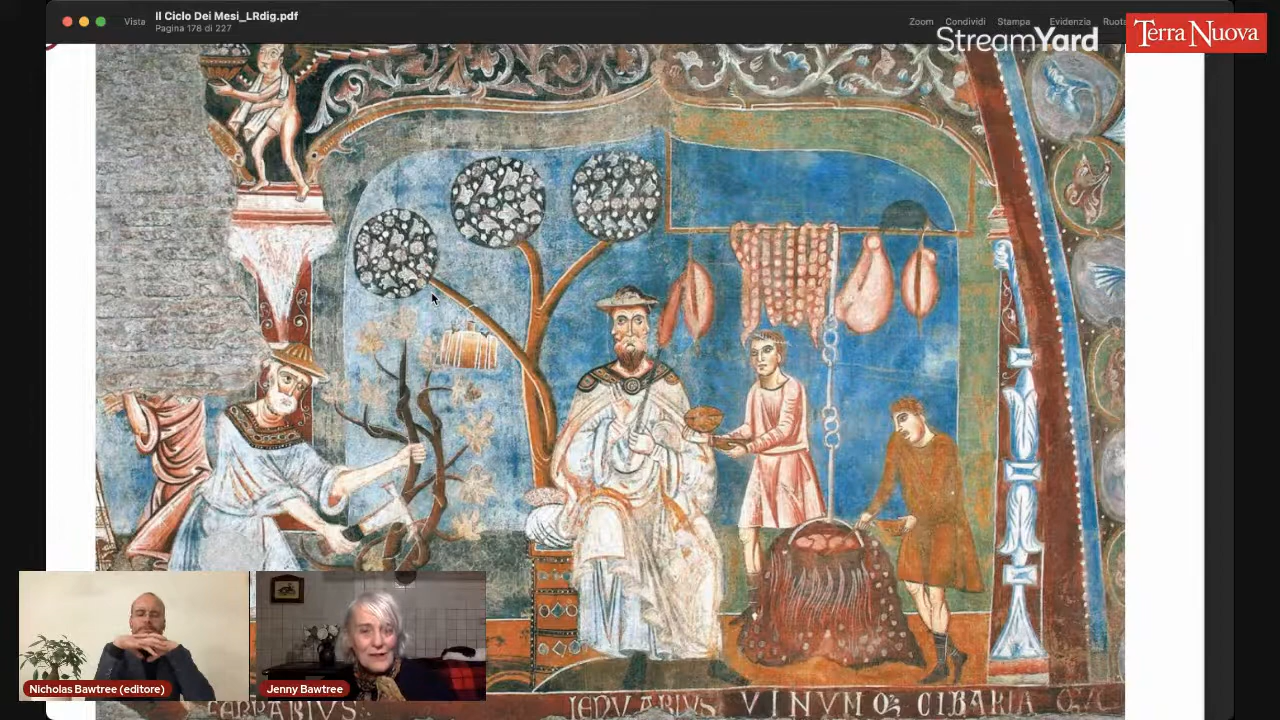 Il Ciclo Dei Mesi_LRdig.pdf
Pagina 178 di 227
Vista
Zoom Condividi Stampa Evidenzia
StreamYard
TERRA NUOVA
Nicholas Bawtree (editore)
Jenny Bawtree
VINVM
CIBARIA